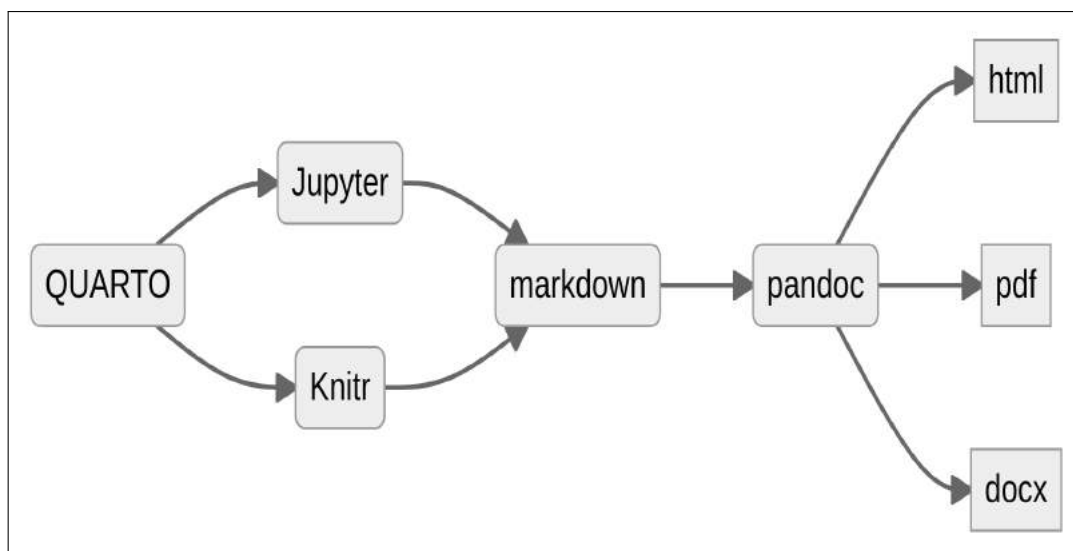 QUARTO
Jupyter
Knitr
markdown
pandoc
html
pdf
docx